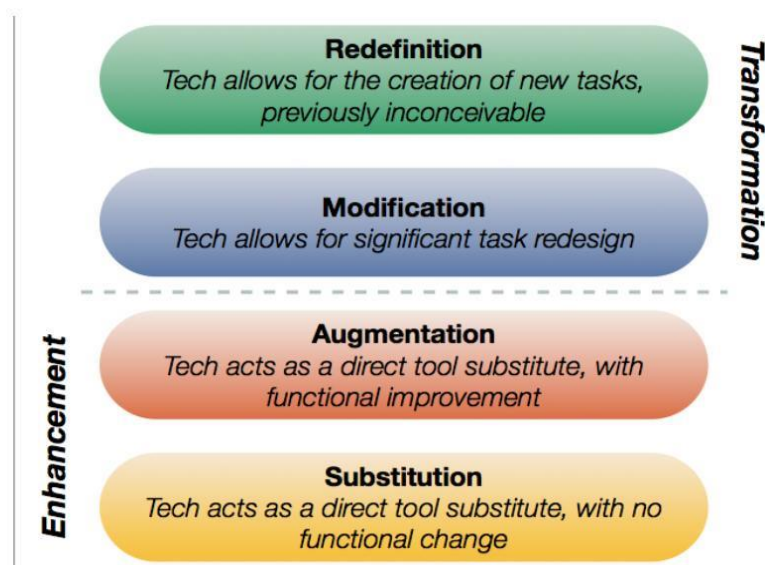 Redefinition
Tech allows for the creation of new tasks,
previously inconceivable
Modification
Tech allows for significant task redesign
Transformation
Augmentation
Tech acts as a direct tool substitute, with
functional improvement
Substitution
Tech acts as a direct tool substitute, with no
functional change
Enhancement